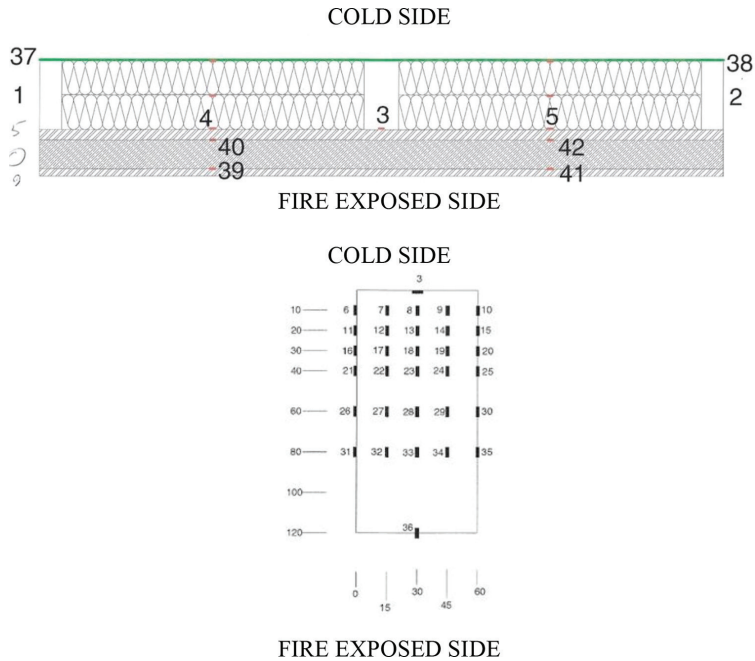 COLD SIDE
37 38
1 4 3 5 2
5
40 42
39 41
FIRE EXPOSED SIDE
COLD SIDE
3
10 6 7 8 9 10
20 11 12 13 14 15
30 16 17 18 19 20
40 21 22 23 24 25
60 26 27 28 29 30
80 31 32 33 34 35
100
120 36
0 15 30 45 60
FIRE EXPOSED SIDE